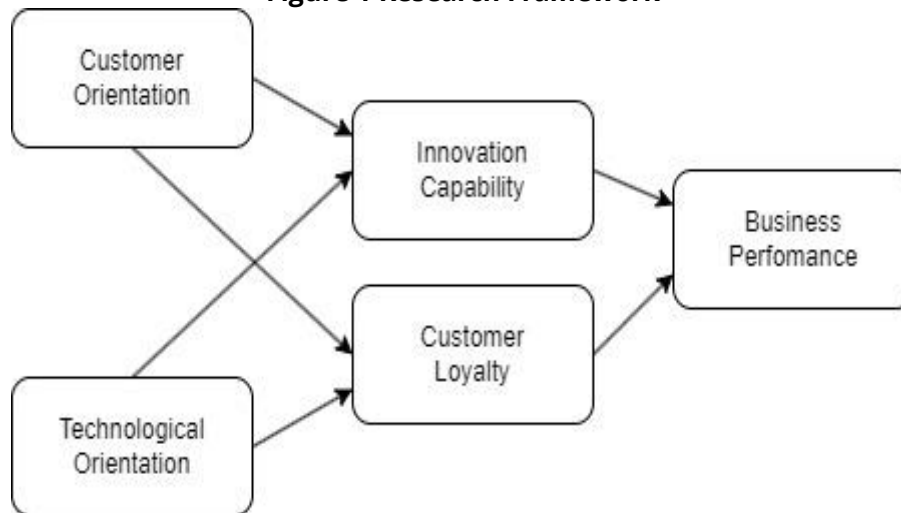 Figure 1 Research Framework
Customer
Orientation
Innovation
Capability
Business
Perfomance
Customer
Loyalty
Technological
Orientation